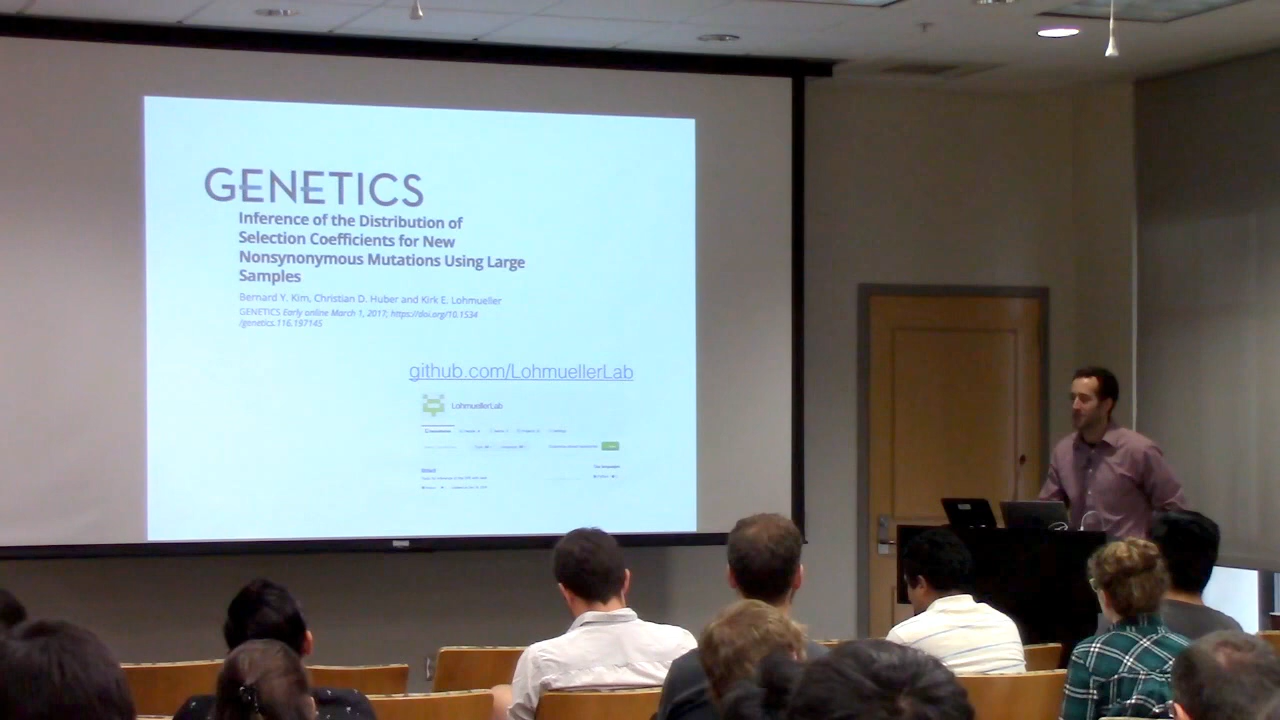 GENETICS
Inference of the Distribution of
Selection Coefficients for New
Nonsynonymous Mutations Using Large
Samples
Bernard Y. Kim, Christian D. Huber and Kirk E. Lohmueller
GENETICS Early online March 1, 2017; https://doi.org/10.1534
/genetics.116.197145
github.com/LohmuellerLab
LohmuellerLab